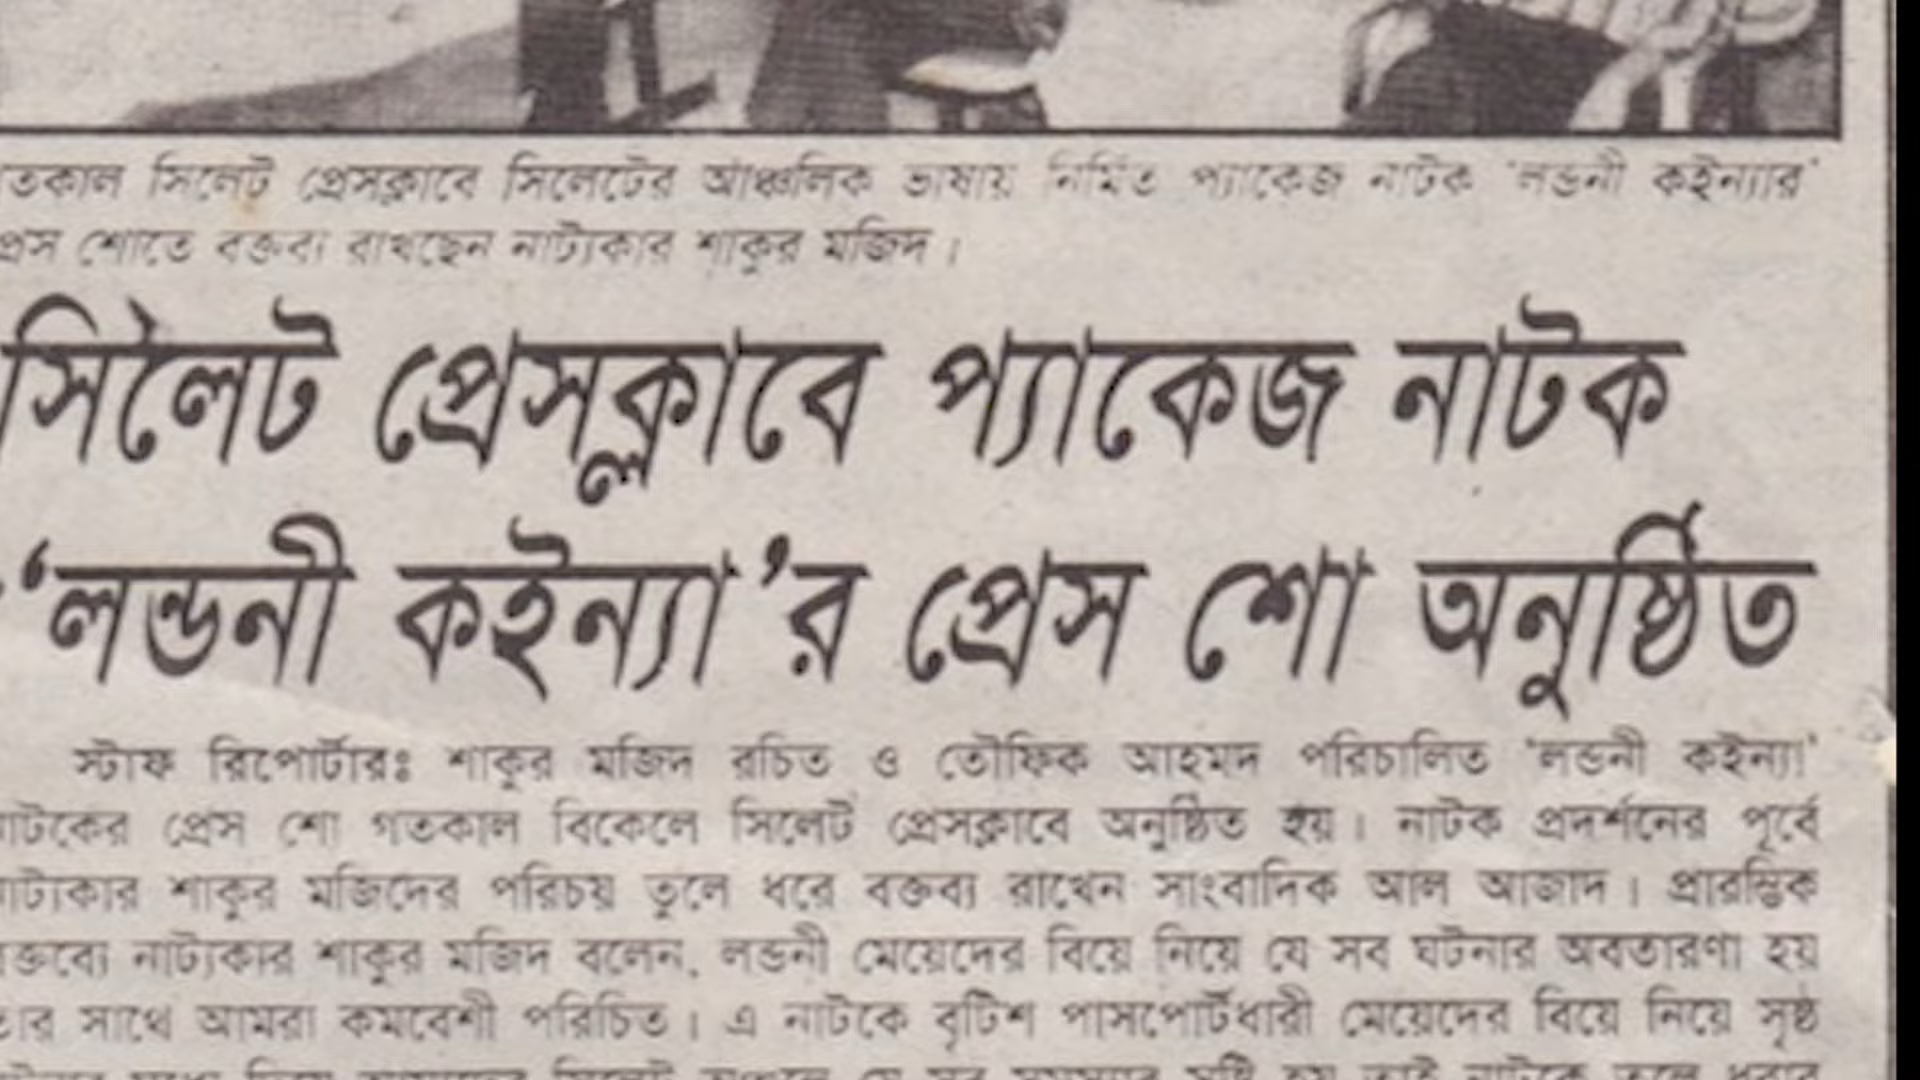 তকাল সিলেট প্রেসক্লাবে সিলেটের আঞ্চলিক ভাষায় নির্মিত প্যাকেজ নাটক 'লন্ডনী কইন্যার'
প্রেস শোতে বক্তব্য রাখছেন নাট্যকার শাকুর মজিদ।
সিলেট প্রেসক্লাবে প্যাকেজ নাটক
‘লন্ডনী কইন্যা’র প্রেস শো অনুষ্ঠিত
স্টাফ রিপোর্টারঃ শাকুর মজিদ রচিত ও তৌফিক আহমদ পরিচালিত 'লন্ডনী কইন্যা'
নাটকের প্রেস শো গতকাল বিকেলে সিলেট প্রেসক্লাবে অনুষ্ঠিত হয়। নাটক প্রদর্শনের পূর্বে
নাট্যকার শাকুর মজিদের পরিচয় তুলে ধরে বক্তব্য রাখেন সাংবাদিক আল আজাদ। প্রারম্ভিক
বক্তব্যে নাট্যকার শাকুর মজিদ বলেন, লন্ডনী মেয়েদের বিয়ে নিয়ে যে সব ঘটনার অবতারণা হয়
তার সাথে আমরা কমবেশী পরিচিত। এ নাটকে বৃটিশ পাসপোর্টধারী মেয়েদের বিয়ে নিয়ে সৃষ্ঠ